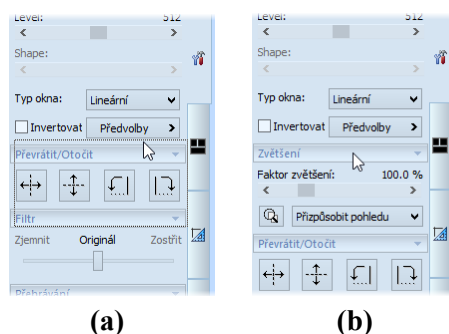 Level: 512
Shape:
Typ okna: Lineární
Invertovat Předvolby
Převrátit/Otočit
Filtr
Zjemnit Originál Zostřit
Přehrávání
(a)
Level: 512
Shape:
Typ okna: Lineární
Invertovat Předvolby
Zvětšení
Faktor zvětšení: 100.0 %
Přizpůsobit pohledu
Převrátit/Otočit
(b)